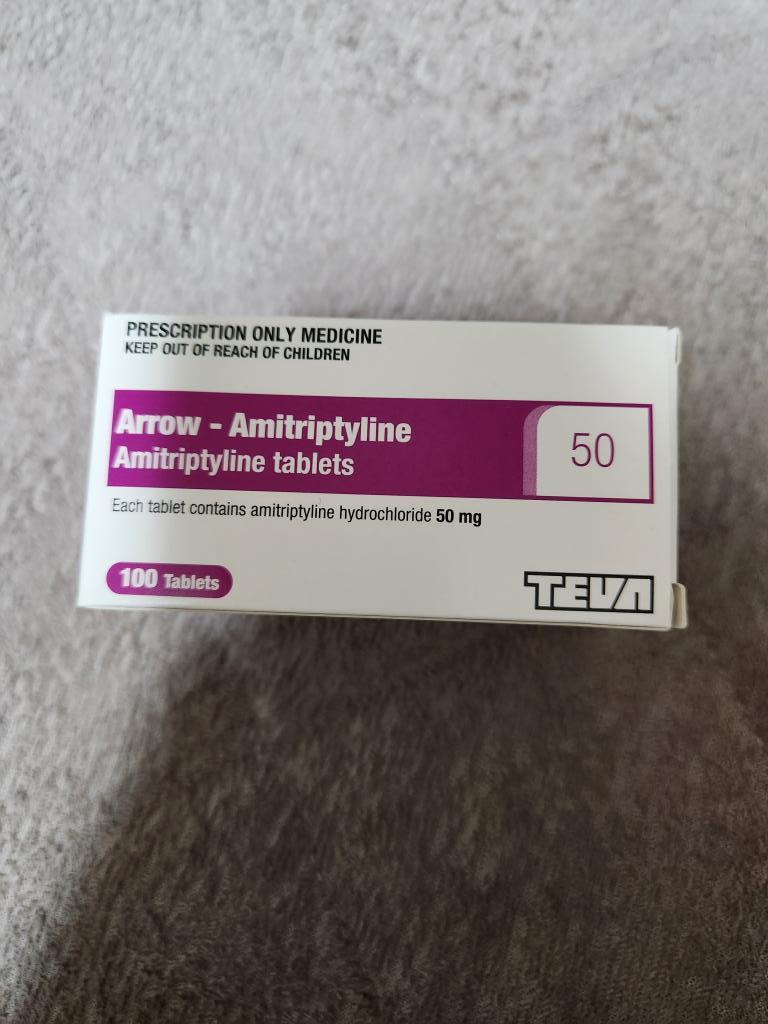 PRESCRIPTION ONLY MEDICINE
KEEP OUT OF REACH OF CHILDREN
Arrow - Amitriptyline
Amitriptyline tablets
50
Each tablet contains amitriptyline hydrochloride 50 mg
100 Tablets
TEVA